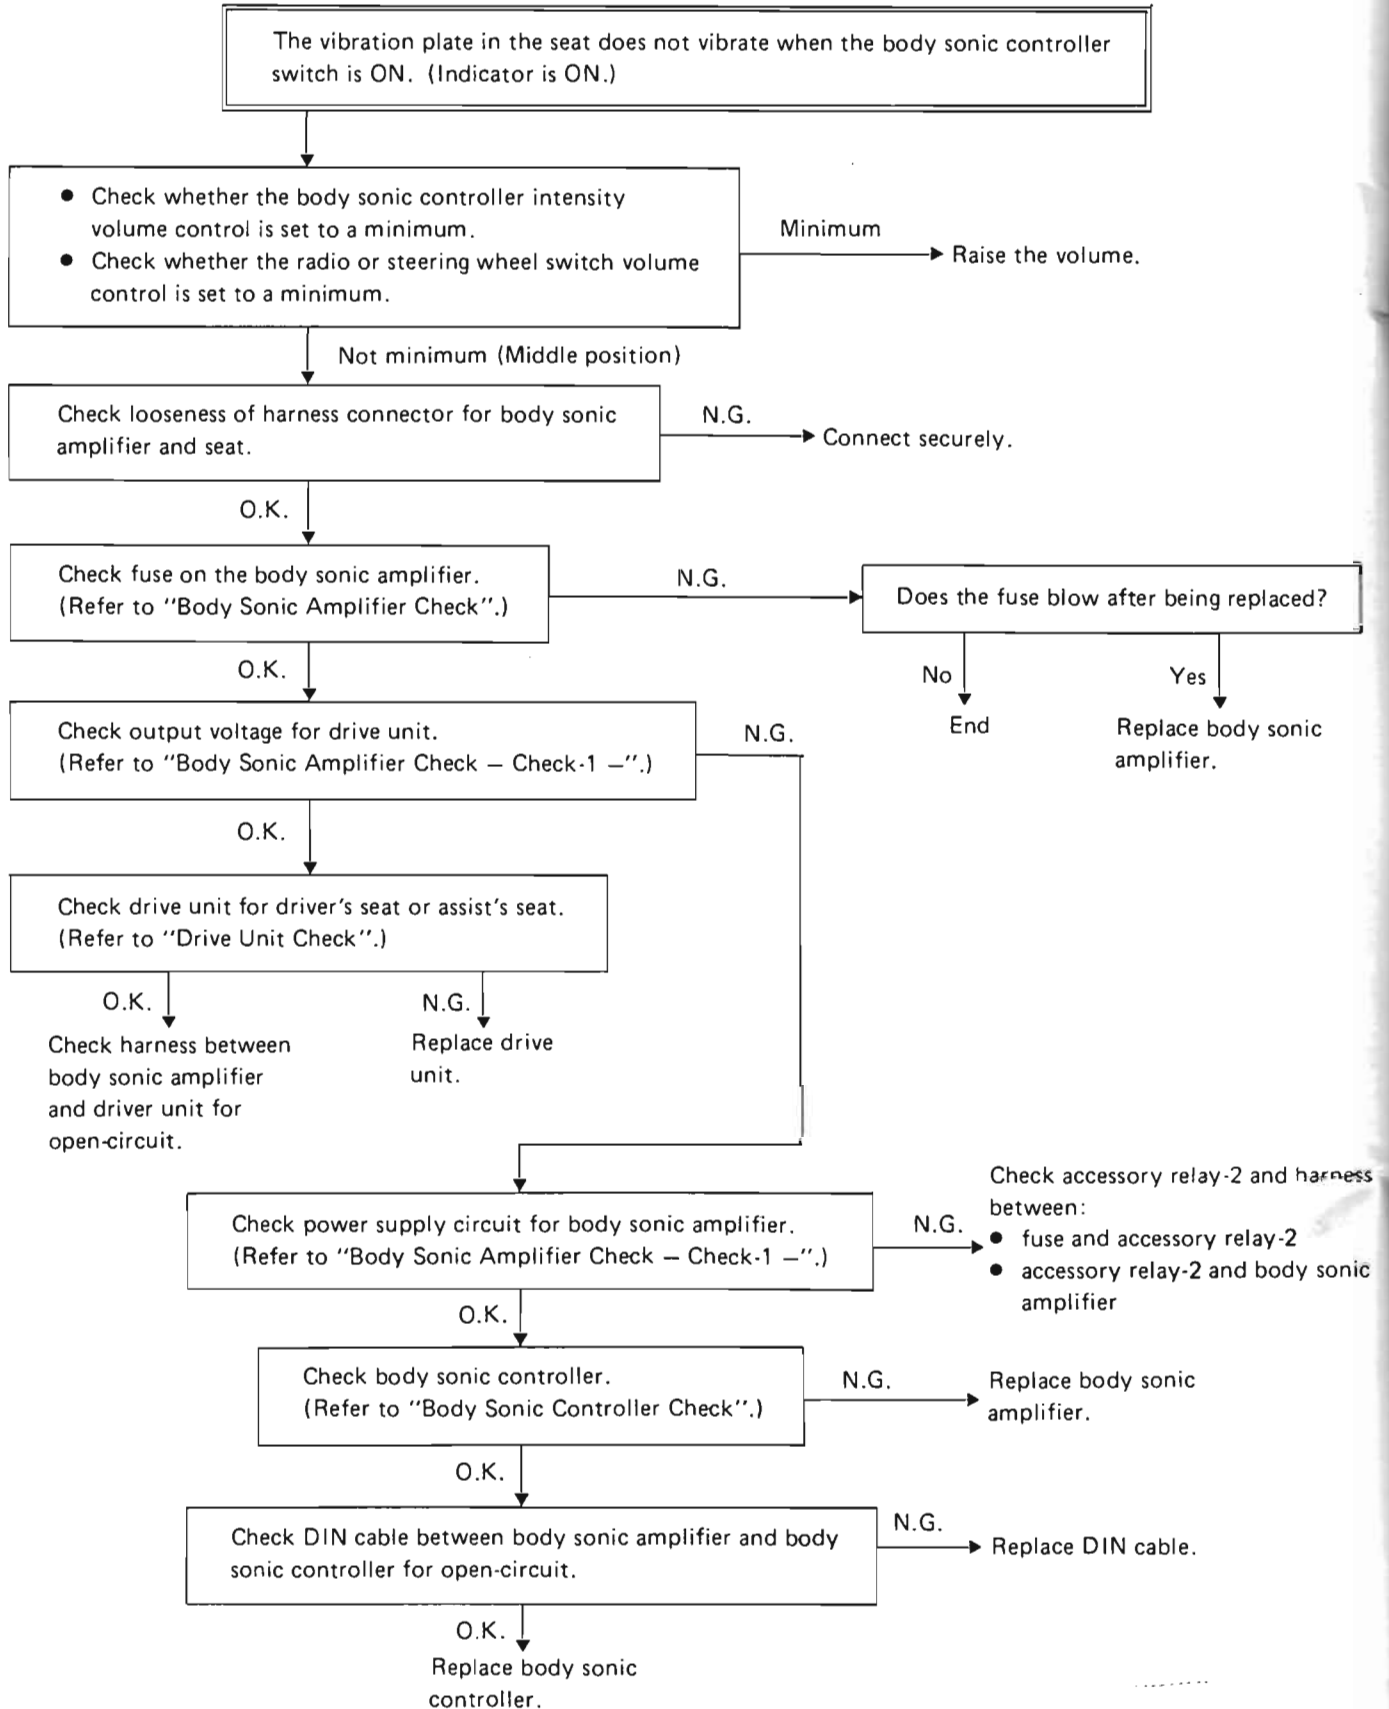 The vibration plate in the seat does not vibrate when the body sonic controller
switch is ON. (Indicator is ON.)
● Check whether the body sonic controller intensity
volume control is set to a minimum.
● Check whether the radio or steering wheel switch volume
control is set to a minimum.
Minimum
Raise the volume.
Not minimum (Middle position)
Check looseness of harness connector for body sonic
amplifier and seat.
N.G.
Connect securely.
O.K.
Check fuse on the body sonic amplifier.
(Refer to "Body Sonic Amplifier Check".)
N.G.
Does the fuse blow after being replaced?
No
End
Yes
Replace body sonic
amplifier.
O.K.
Check output voltage for drive unit.
(Refer to "Body Sonic Amplifier Check — Check-1 —".)
N.G.
O.K.
Check drive unit for driver's seat or assist's seat.
(Refer to "Drive Unit Check".)
O.K.
Check harness between
body sonic amplifier
and driver unit for
open-circuit.
N.G.
Replace drive
unit.
Check power supply circuit for body sonic amplifier.
(Refer to "Body Sonic Amplifier Check — Check-1 —".)
N.G.
Check accessory relay-2 and harness
between:
● fuse and accessory relay-2
● accessory relay-2 and body sonic
amplifier
O.K.
Check body sonic controller.
(Refer to "Body Sonic Controller Check".)
N.G.
Replace body sonic
amplifier.
O.K.
Check DIN cable between body sonic amplifier and body
sonic controller for open-circuit.
N.G.
Replace DIN cable.
O.K.
Replace body sonic
controller.